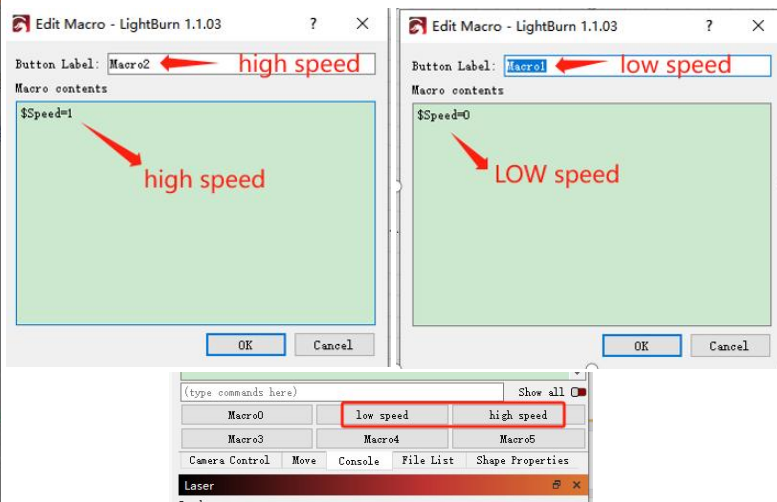 Edit Macro - LightBurn 1.1.03 ? ×
Button Label: Macro2 high speed
Macro contents
$Speed=1
high speed
OK Cancel
Edit Macro - LightBurn 1.1.03 ? ×
Button Label: Macro1 low speed
Macro contents
$Speed=0
LOW speed
OK Cancel
(type commands here) Show all
Macro0 low speed high speed
Macro3 Macro4 Macro5
Camera Control Move Console File List Shape Properties
Laser